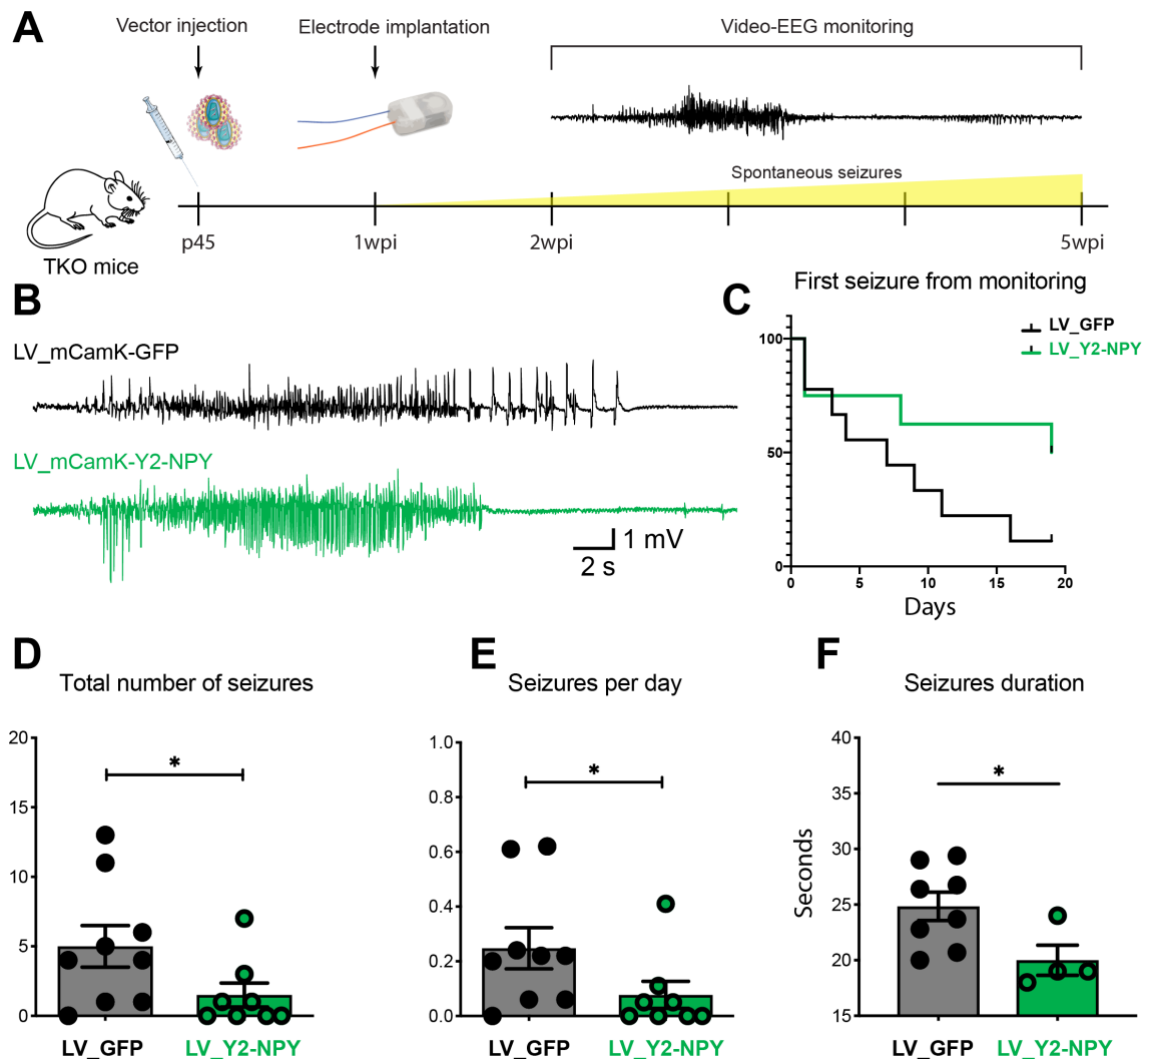 A
Vector injection
Electrode implantation
Video-EEG monitoring
Spontaneous seizures
p45
1wpi
2wpi
5wpi
TKO mice
B
LV_mCamK-GFP
LV_mCamK-Y2-NPY
1 mV
2 s
C
First seizure from monitoring
LV_GFP
LV_Y2-NPY
100
50
0
0 5 10 15 20
Days
D
Total number of seizures
20
15
10
5
0
*
LV_GFP LV_Y2-NPY
E
Seizures per day
1.0
0.8
0.6
0.4
0.2
0.0
*
LV_GFP LV_Y2-NPY
F
Seizures duration
Seconds
40
35
30
25
20
15
*
LV_GFP LV_Y2-NPY